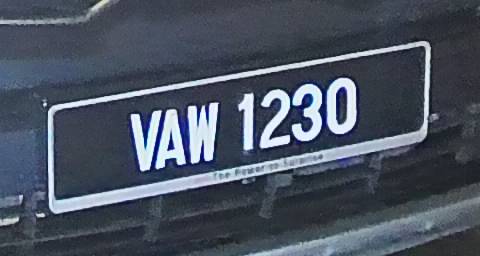 VAW 1230
The Power to Surprise